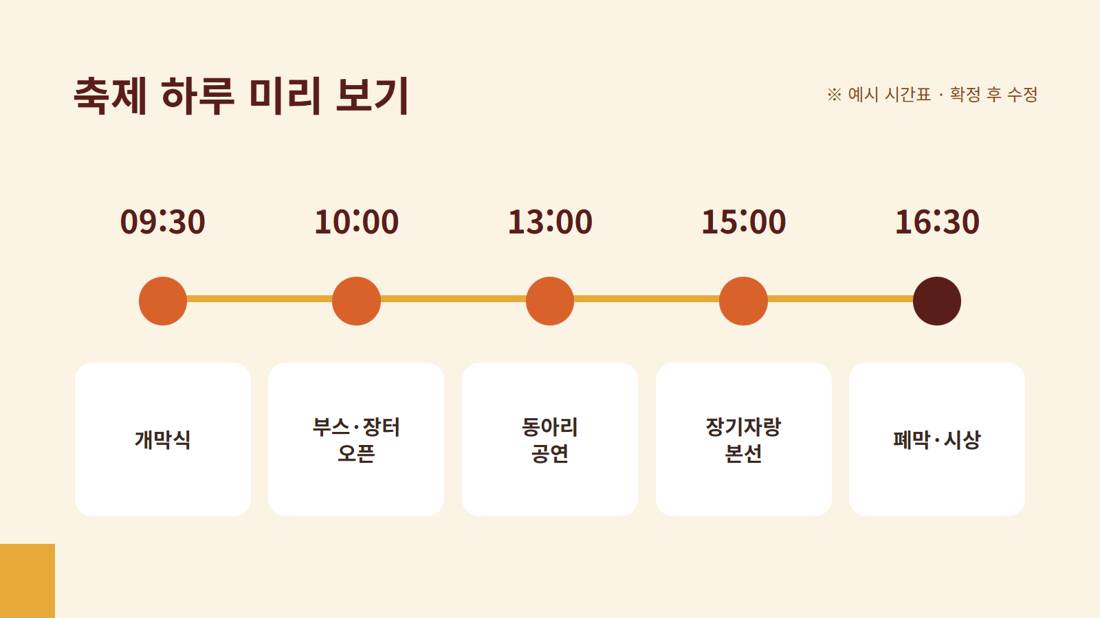 축제 하루 미리 보기
※ 예시 시간표 · 확정 후 수정
09:30
10:00
13:00
15:00
16:30
개막식
부스·장터
오픈
동아리
공연
장기자랑
본선
폐막·시상